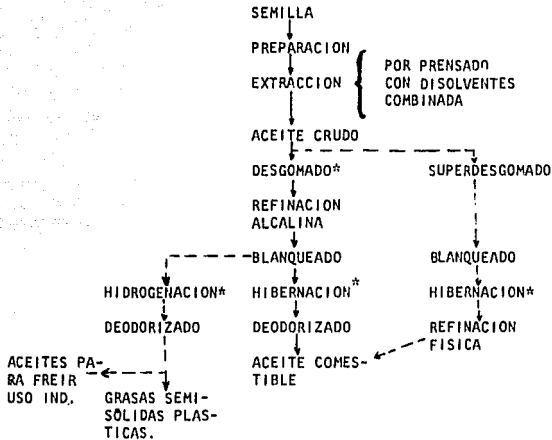 SEMILLA
PREPARACION
EXTRACCION
POR PRENSADO
CON DISOLVENTES
COMBINADA
ACEITE CRUDO
DESGOMADO*
SUPERDESGOMADO
REFINACION
ALCALINA
BLANQUEADO
BLANQUEADO
HIDROGENACION*
HIBERNACION*
HIBERNACION*
DEODORIZADO
DEODORIZADO
REFINACION
FISICA
ACEITES PA-
RA FREIR
USO IND.
GRASAS SEMI-
SÓLIDAS PLAS-
TICAS.
ACEITE COMES-
TIBLE